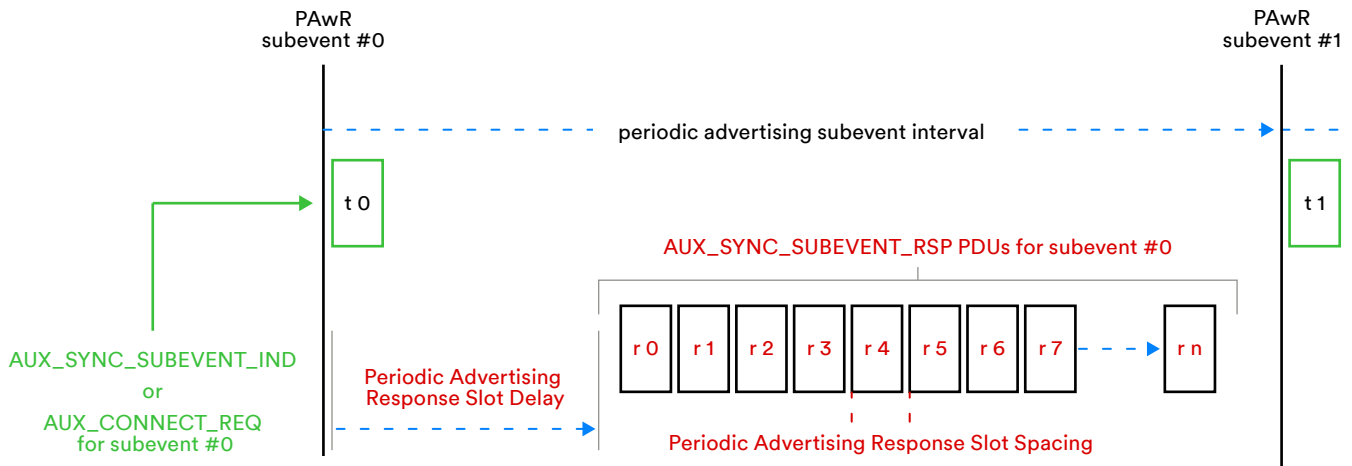 PAwR
subevent #0
PAwR
subevent #1
periodic advertising subevent interval
t 0
t 1
AUX_SYNC_SUBEVENT_RSP PDUs for subevent #0
r 0
r 1
r 2
r 3
r 4
r 5
r 6
r 7
r n
AUX_SYNC_SUBEVENT_IND
or
AUX_CONNECT_REQ
for subevent #0
Periodic Advertising
Response Slot Delay
Periodic Advertising Response Slot Spacing